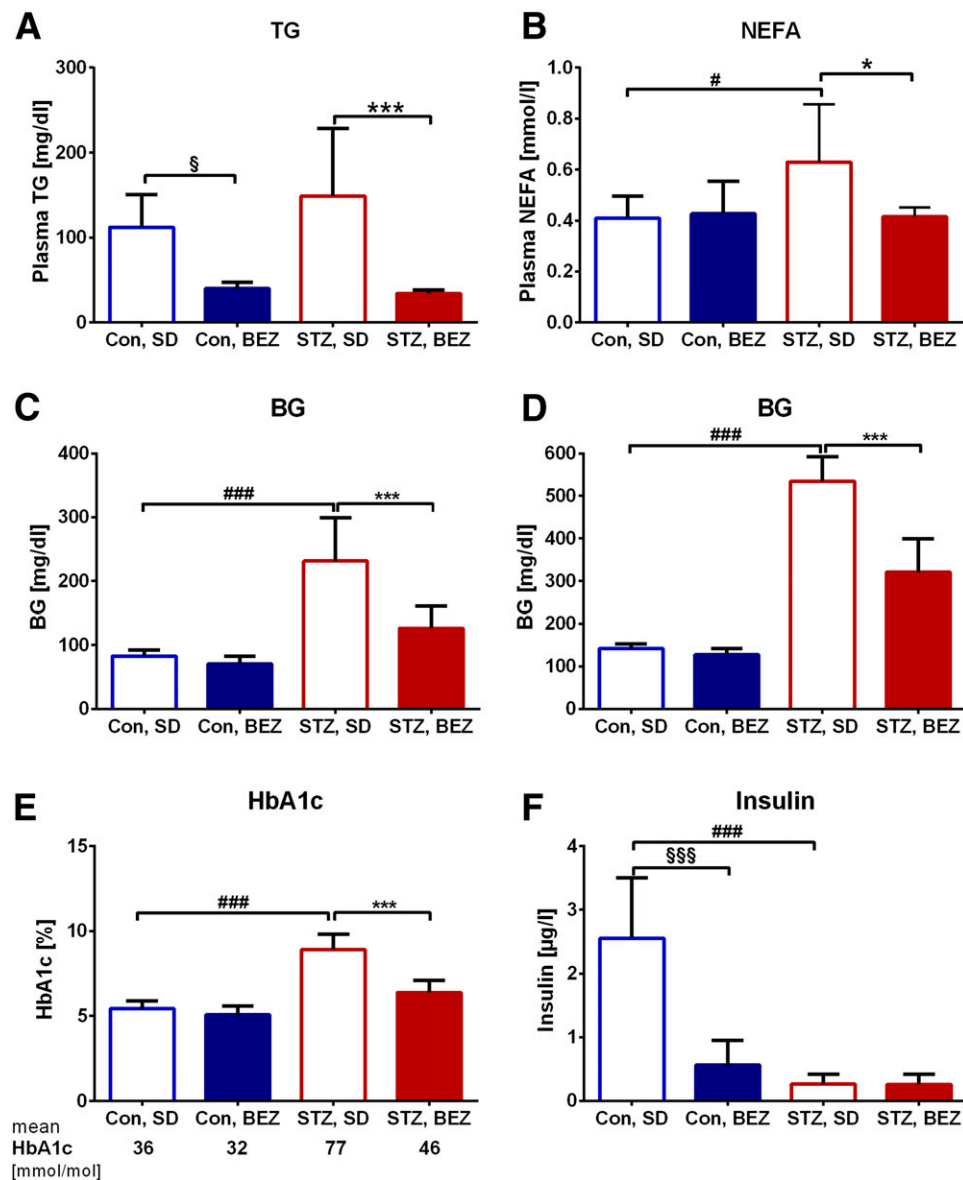 A
TG
Plasma TG [mg/dl]
300
200
100
0
§
***
Con, SD Con, BEZ STZ, SD STZ, BEZ
B
NEFA
Plasma NEFA [mmol/l]
1.0
0.8
0.6
0.4
0.2
0.0
#
*
Con, SD Con, BEZ STZ, SD STZ, BEZ
C
BG
BG [mg/dl]
400
300
200
100
0
###
***
Con, SD Con, BEZ STZ, SD STZ, BEZ
D
BG
BG [mg/dl]
600
500
400
300
200
100
0
###
***
Con, SD Con, BEZ STZ, SD STZ, BEZ
E
HbA1c
HbA1c [%]
15
10
5
0
###
***
Con, SD Con, BEZ STZ, SD STZ, BEZ
mean
HbA1c 36 32 77 46
[mmol/mol]
F
Insulin
Insulin [µg/l]
4
3
2
1
0
###
§§§
Con, SD Con, BEZ STZ, SD STZ, BEZ